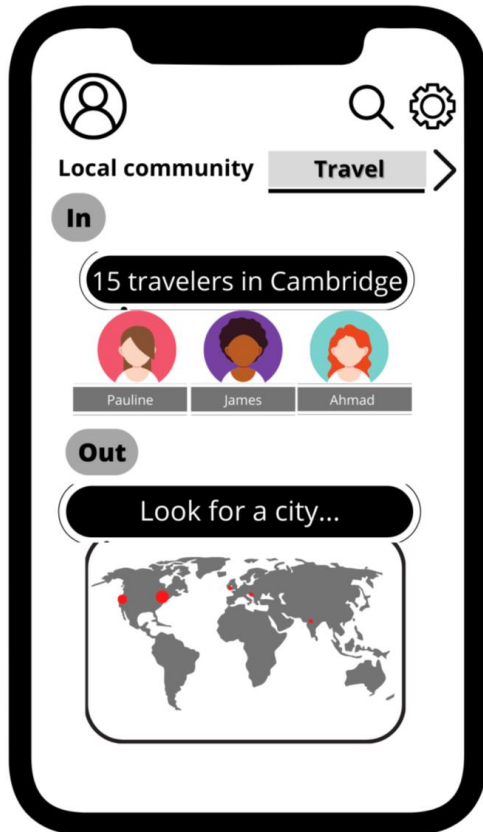 Local community Travel
In
15 travelers in Cambridge
Pauline James Ahmad
Out
Look for a city...